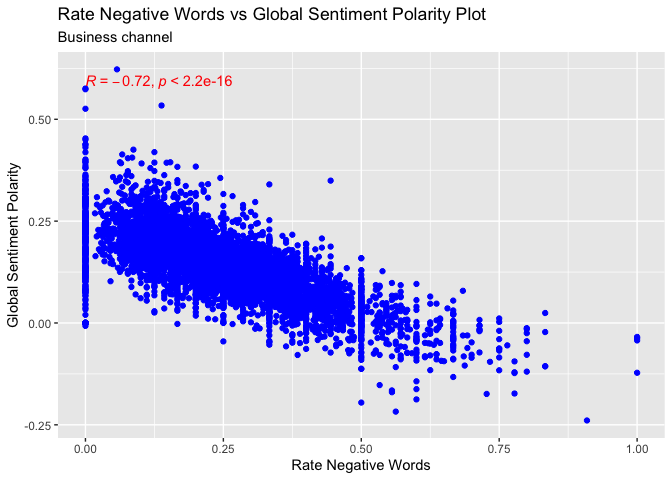 Rate Negative Words vs Global Sentiment Polarity Plot
Business channel
R = −0.72, p < 2.2e-16
0.50
0.25
0.00
-0.25
Global Sentiment Polarity
0.00 0.25 0.50 0.75 1.00
Rate Negative Words